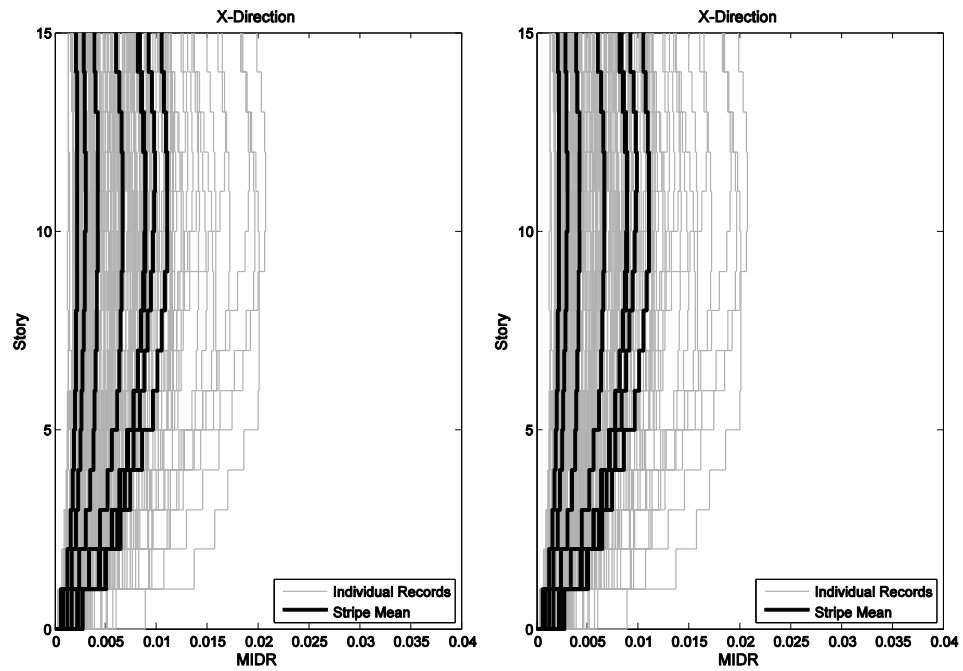 X-Direction
15
10
5
0
Story
0 0.005 0.01 0.015 0.02 0.025 0.03 0.035 0.04
MIDR
Individual Records
Stripe Mean
X-Direction
15
10
5
0
Story
0 0.005 0.01 0.015 0.02 0.025 0.03 0.035 0.04
MIDR
Individual Records
Stripe Mean